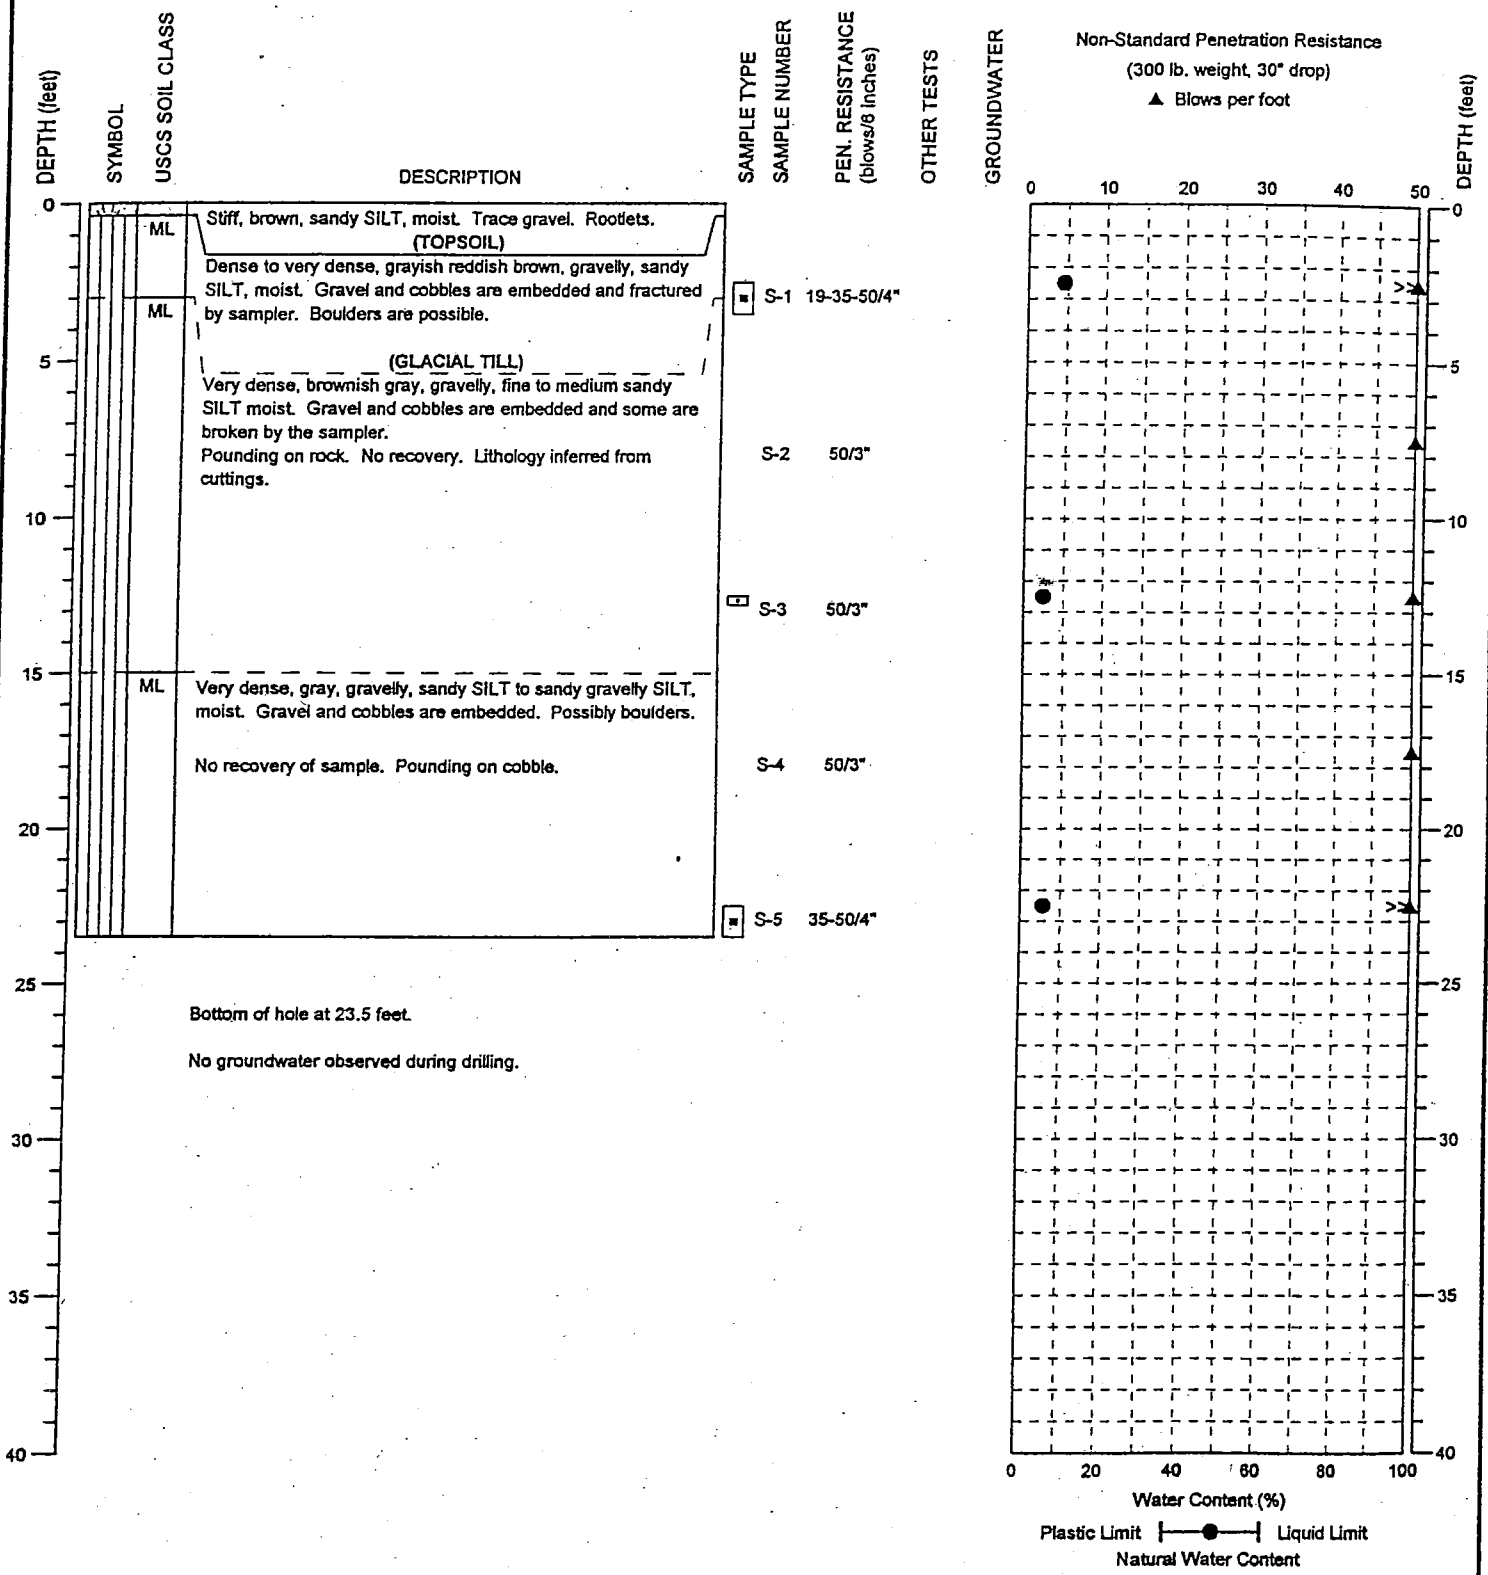 DEPTH (feet)
SYMBOL
USCS SOIL CLASS
DESCRIPTION
SAMPLE TYPE
SAMPLE NUMBER
PEN. RESISTANCE
(blows/6 inches)
OTHER TESTS
GROUNDWATER
Non-Standard Penetration Resistance
(300 lb. weight, 30" drop)
▲ Blows per foot
DEPTH (feet)
0 10 20 30 40 50
0
ML
Stiff, brown, sandy SILT, moist. Trace gravel. Rootlets.
(TOPSOIL)
0
Dense to very dense, grayish reddish brown, gravelly, sandy
SILT, moist. Gravel and cobbles are embedded and fractured
by sampler. Boulders are possible.
ML
S-1 19-35-50/4"
>>
5
(GLACIAL TILL)
5
Very dense, brownish gray, gravelly, fine to medium sandy
SILT moist. Gravel and cobbles are embedded and some are
broken by the sampler.
Pounding on rock. No recovery. Lithology inferred from
cuttings.
S-2 50/3"
10
10
S-3 50/3"
15
15
ML
Very dense, gray, gravelly, sandy SILT to sandy gravelly SILT,
moist. Gravel and cobbles are embedded. Possibly boulders.
No recovery of sample. Pounding on cobble.
S-4 50/3"
20
20
S-5 35-50/4"
>>
25
25
Bottom of hole at 23.5 feet.
No groundwater observed during drilling.
30
30
35
35
40
40
0 20 40 60 80 100
Water Content (%)
Plastic Limit Liquid Limit
Natural Water Content